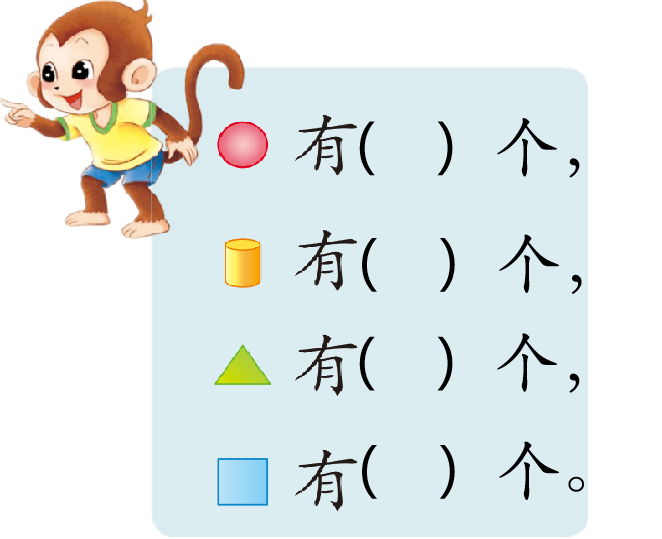 有( ) 个，
有( ) 个，
有( ) 个，
有( ) 个。